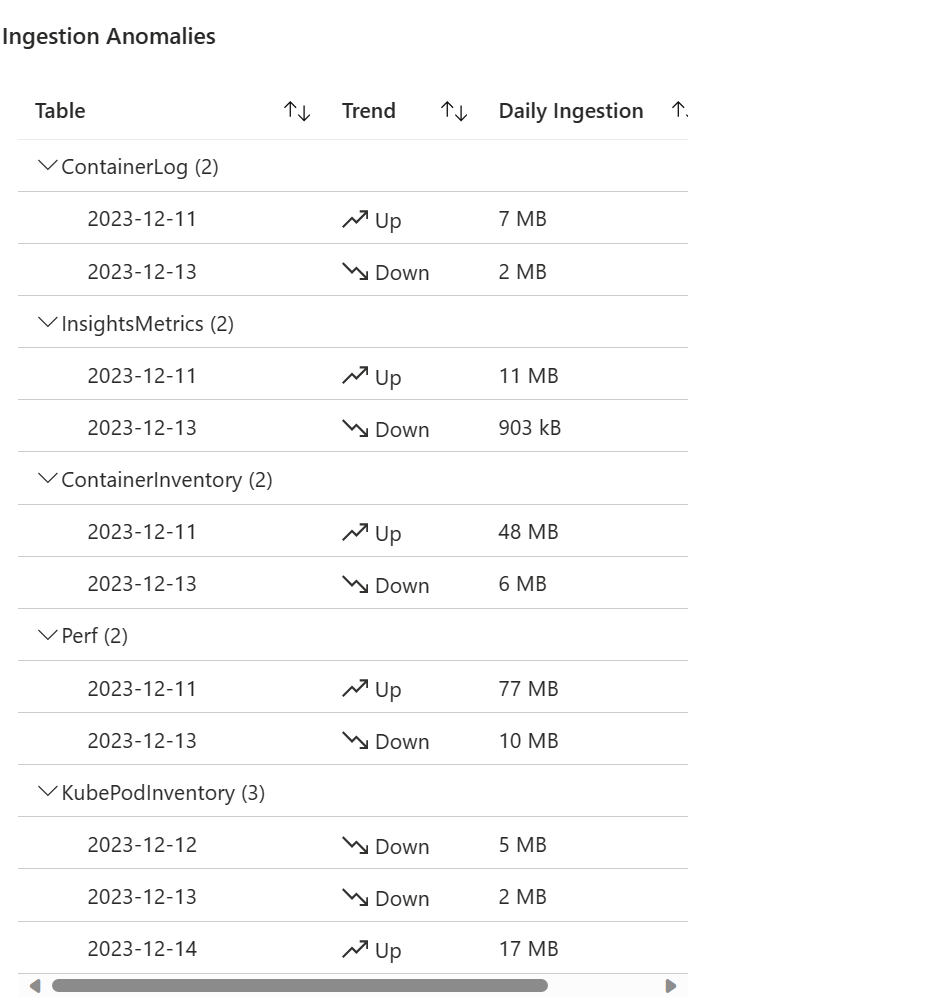 Ingestion Anomalies
Table Trend Daily Ingestion
ContainerLog (2)
2023-12-11 Up 7 MB
2023-12-13 Down 2 MB
InsightsMetrics (2)
2023-12-11 Up 11 MB
2023-12-13 Down 903 kB
ContainerInventory (2)
2023-12-11 Up 48 MB
2023-12-13 Down 6 MB
Perf (2)
2023-12-11 Up 77 MB
2023-12-13 Down 10 MB
KubePodInventory (3)
2023-12-12 Down 5 MB
2023-12-13 Down 2 MB
2023-12-14 Up 17 MB